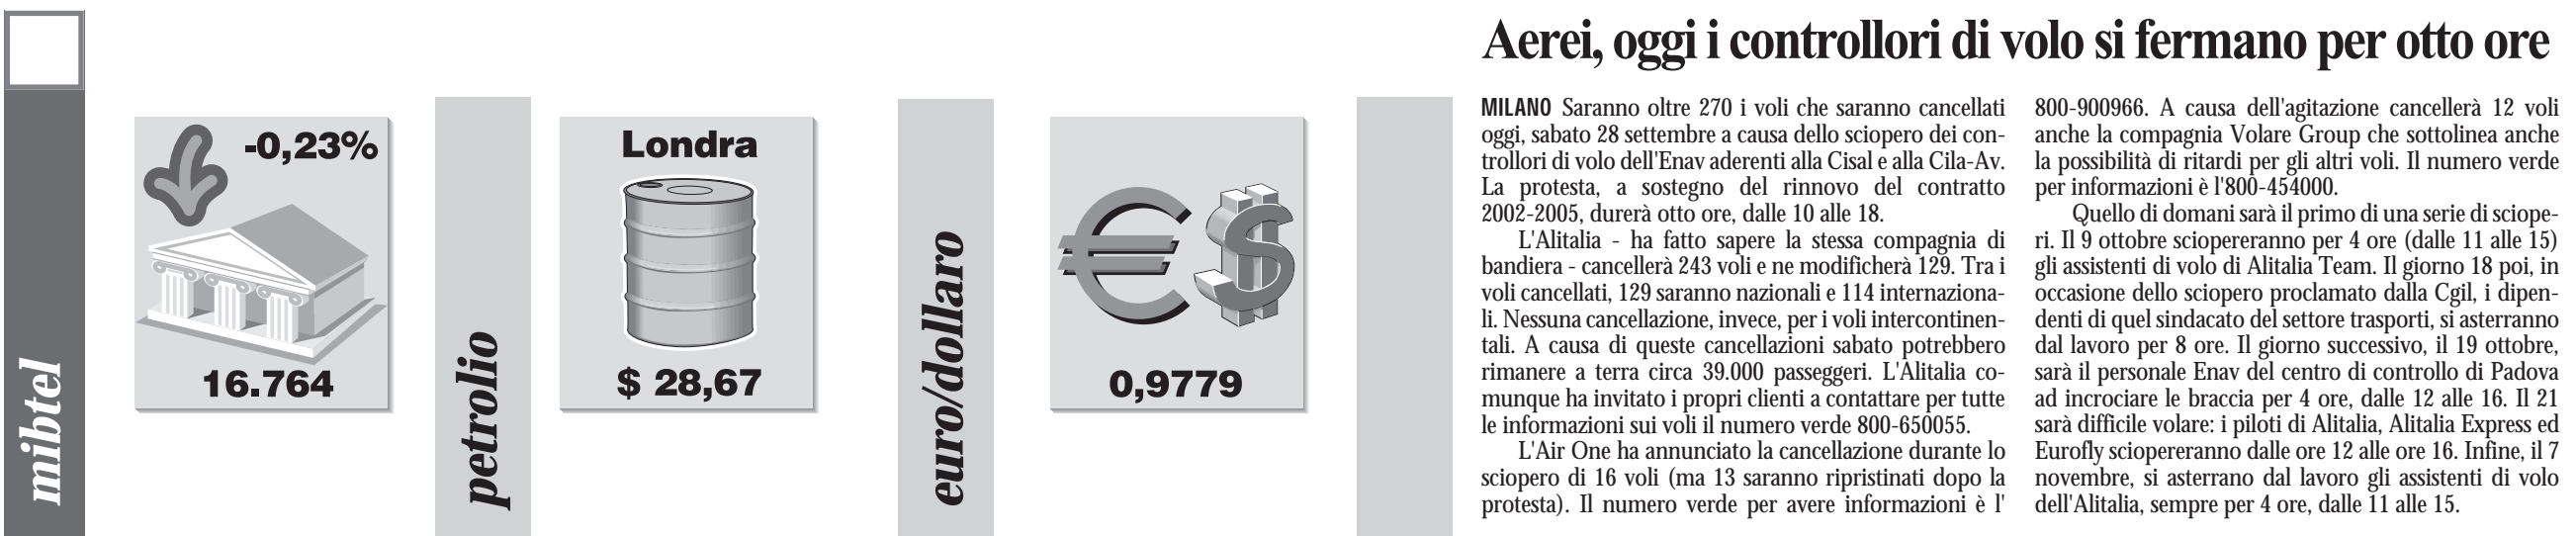 mibtel
-0,23%
16.764
petrolio
Londra
$ 28,67
euro/dollaro
€$
0,9779
Aerei, oggi i controllori di volo si fermano per otto ore
MILANO Saranno oltre 270 i voli che saranno cancellati
oggi, sabato 28 settembre a causa dello sciopero dei con-
trollori di volo dell'Enav aderenti alla Cisal e alla Cila-Av.
La protesta, a sostegno del rinnovo del contratto
2002-2005, durerà otto ore, dalle 10 alle 18.
L'Alitalia - ha fatto sapere la stessa compagnia di
bandiera - cancellerà 243 voli e ne modificherà 129. Tra i
voli cancellati, 129 saranno nazionali e 114 internaziona-
li. Nessuna cancellazione, invece, per i voli intercontinen-
tali. A causa di queste cancellazioni sabato potrebbero
rimanere a terra circa 39.000 passeggeri. L'Alitalia co-
munque ha invitato i propri clienti a contattare per tutte
le informazioni sui voli il numero verde 800-650055.
L'Air One ha annunciato la cancellazione durante lo
sciopero di 16 voli (ma 13 saranno ripristinati dopo la
protesta). Il numero verde per avere informazioni è l'
800-900966. A causa dell'agitazione cancellerà 12 voli
anche la compagnia Volare Group che sottolinea anche
la possibilità di ritardi per gli altri voli. Il numero verde
per informazioni è l'800-454000.
Quello di domani sarà il primo di una serie di sciope-
ri. Il 9 ottobre sciopereranno per 4 ore (dalle 11 alle 15)
gli assistenti di volo di Alitalia Team. Il giorno 18 poi, in
occasione dello sciopero proclamato dalla Cgil, i dipen-
denti di quel sindacato del settore trasporti, si asterranno
dal lavoro per 8 ore. Il giorno successivo, il 19 ottobre,
sarà il personale Enav del centro di controllo di Padova
ad incrociare le braccia per 4 ore, dalle 12 alle 16. Il 21
sarà difficile volare: i piloti di Alitalia, Alitalia Express ed
Eurofly sciopereranno dalle ore 12 alle ore 16. Infine, il 7
novembre, si asterrano dal lavoro gli assistenti di volo
dell'Alitalia, sempre per 4 ore, dalle 11 alle 15.